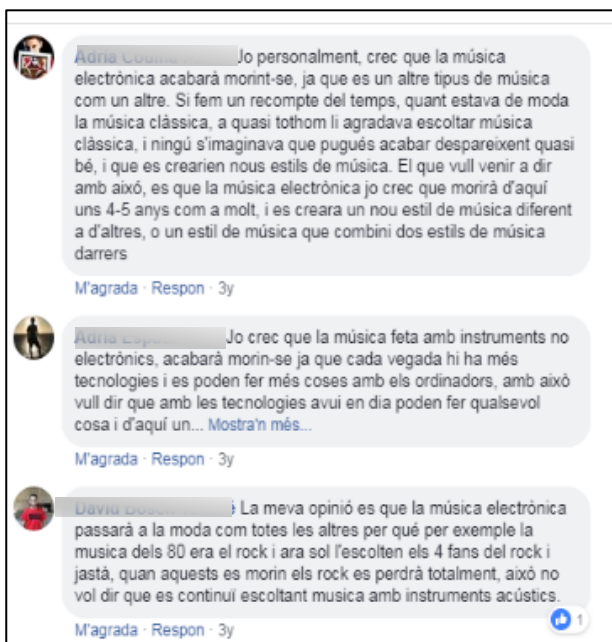 Jo personalment, crec que la música
electrònica acabarà morint-se, ja que es un altre tipus de música
com un altre. Si fem un recompte del temps, quant estava de moda
la música clàssica, a quasi tothom li agradava escoltar música
clàssica, i ningú s'imaginava que pugués acabar despareixent quasi
bé, i que es crearien nous estils de música. El que vull venir a dir
amb aixó, es que la música electrònica jo crec que morirà d'aquí
uns 4-5 anys com a molt, i es creara un nou estil de música diferent
a d'altres, o un estil de música que combini dos estils de música
darrers
M'agrada · Respon · 3y
Jo crec que la música feta amb instruments no
electrònics, acabarà morin-se ja que cada vegada hi ha més
tecnologies i es poden fer més coses amb els ordinadors, amb això
vull dir que amb les tecnologies avui en dia poden fer qualsevol
cosa i d'aquí un... Mostra'n més...
M'agrada · Respon · 3y
La meva opinió es que la música electrònica
passarà a la moda com totes les altres per què per exemple la
musica dels 80 era el rock i ara sol l'escolten els 4 fans del rock i
jastà, quan aquests es morin els rock es perdrà totalment, això no
vol dir que es continuï escoltant musica amb instruments acústics.
M'agrada · Respon · 3y
1